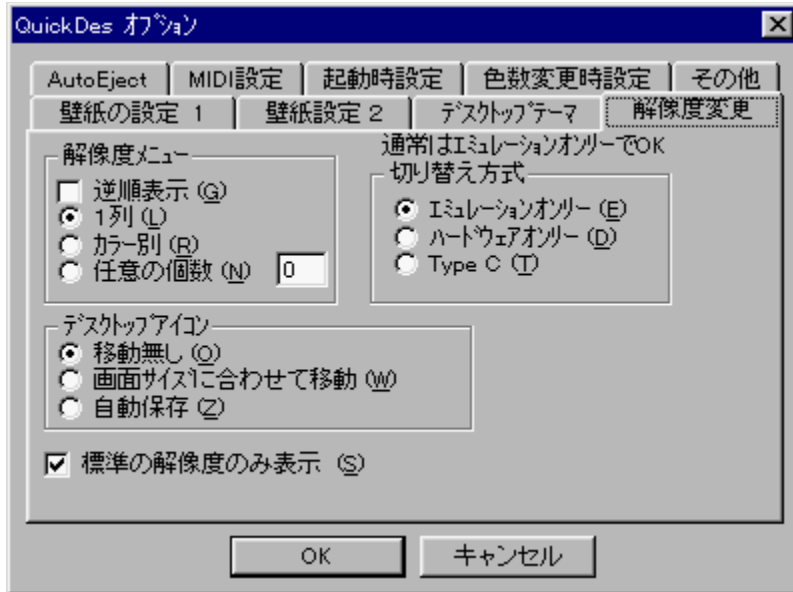 QuickDes ｵﾌﾟｼｮﾝ
AutoEject MIDI設定 起動時設定 色数変更時設定 その他
壁紙の設定 1 壁紙設定 2 ﾃﾞｽｸﾄｯﾌﾟﾃｰﾏ 解像度変更
通常はｴﾐｭﾚｰｼｮﾝｵﾝﾘｰでOK
解像度ﾒﾆｭｰ
逆順表示 (G)
1列 (L)
ｶﾗｰ別 (R)
任意の個数 (N) 0
切り替え方式
ｴﾐｭﾚｰｼｮﾝｵﾝﾘｰ (E)
ﾊｰﾄﾞｳｪｱｵﾝﾘｰ (D)
Type C (T)
ﾃﾞｽｸﾄｯﾌﾟｱｲｺﾝ
移動無し (O)
画面ｻｲｽﾞに合わせて移動 (W)
自動保存 (Z)
標準の解像度のみ表示 (S)
OK キャンセル